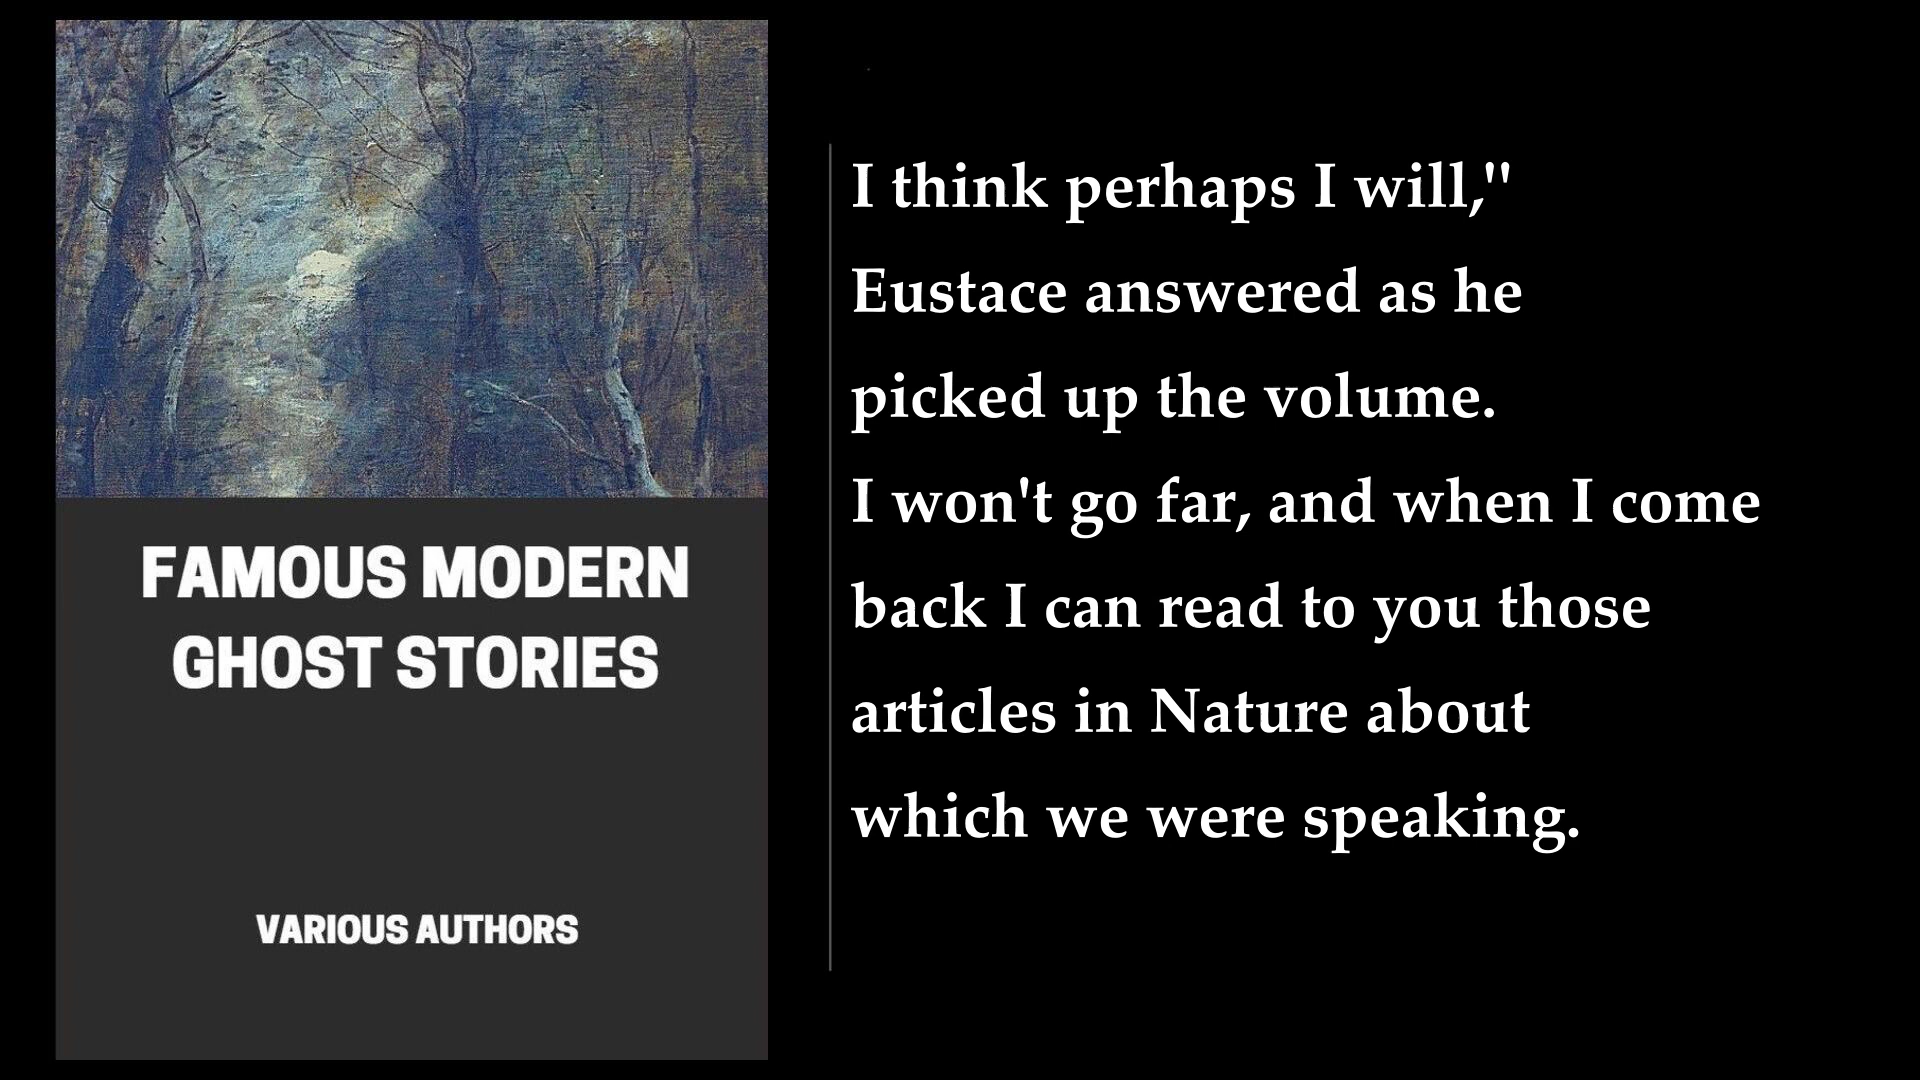 FAMOUS MODERN
GHOST STORIES
VARIOUS AUTHORS
I think perhaps I will,"
Eustace answered as he
picked up the volume.
I won't go far, and when I come
back I can read to you those
articles in Nature about
which we were speaking.